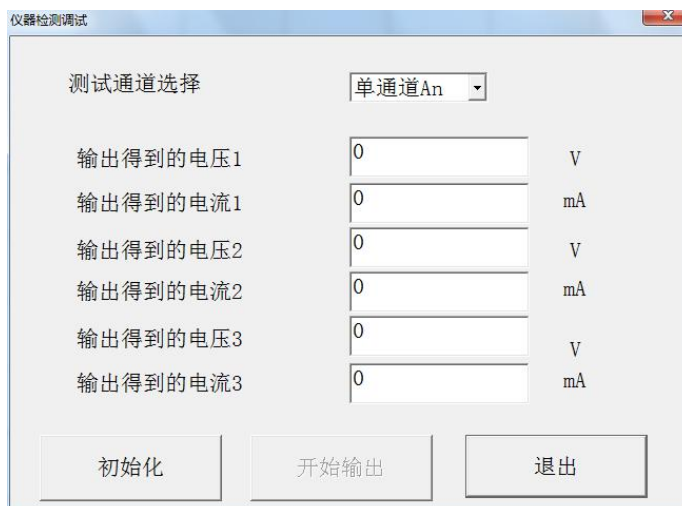 仪器检测调试
测试通道选择 单通道An
输出得到的电压1 0 V
输出得到的电流1 0 mA
输出得到的电压2 0 V
输出得到的电流2 0 mA
输出得到的电压3 0 V
输出得到的电流3 0 mA
初始化 开始输出 退出